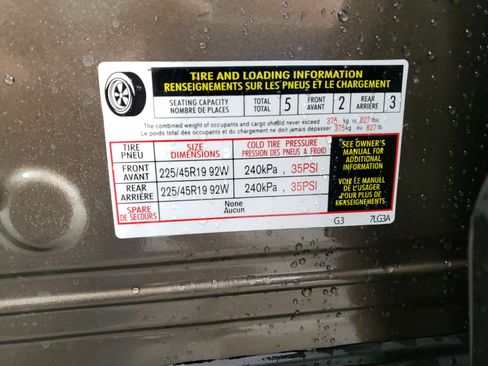 TIRE AND LOADING INFORMATION
RENSEIGNEMENTS SUR LES PNEUS ET LE CHARGEMENT
SEATING CAPACITY TOTAL 5 FRONT 2 REAR 3
NOMBRE DE PLACES TOTAL AVANT ARRIÈRE
The combined weight of occupants and cargo should never exceed 375 kg or 827 lbs.
Le poids total des occupants et du chargement ne doit jamais dépasser 375 kg ou 827 lb.
TIRE SIZE COLD TIRE PRESSURE
PNEU DIMENSIONS PRESSION DES PNEUS A FROID
FRONT 225/45R19 92W 240kPa , 35PSI
AVANT
REAR 225/45R19 92W 240kPa , 35PSI
ARRIÈRE
SPARE None
DE SECOURS Aucun
SEE OWNER'S
MANUAL FOR
ADDITIONAL
INFORMATION
VOIR LE MANUEL
DE L'USAGER
POUR PLUS DE
RENSEIGNEMENTS
G3 7LG3A